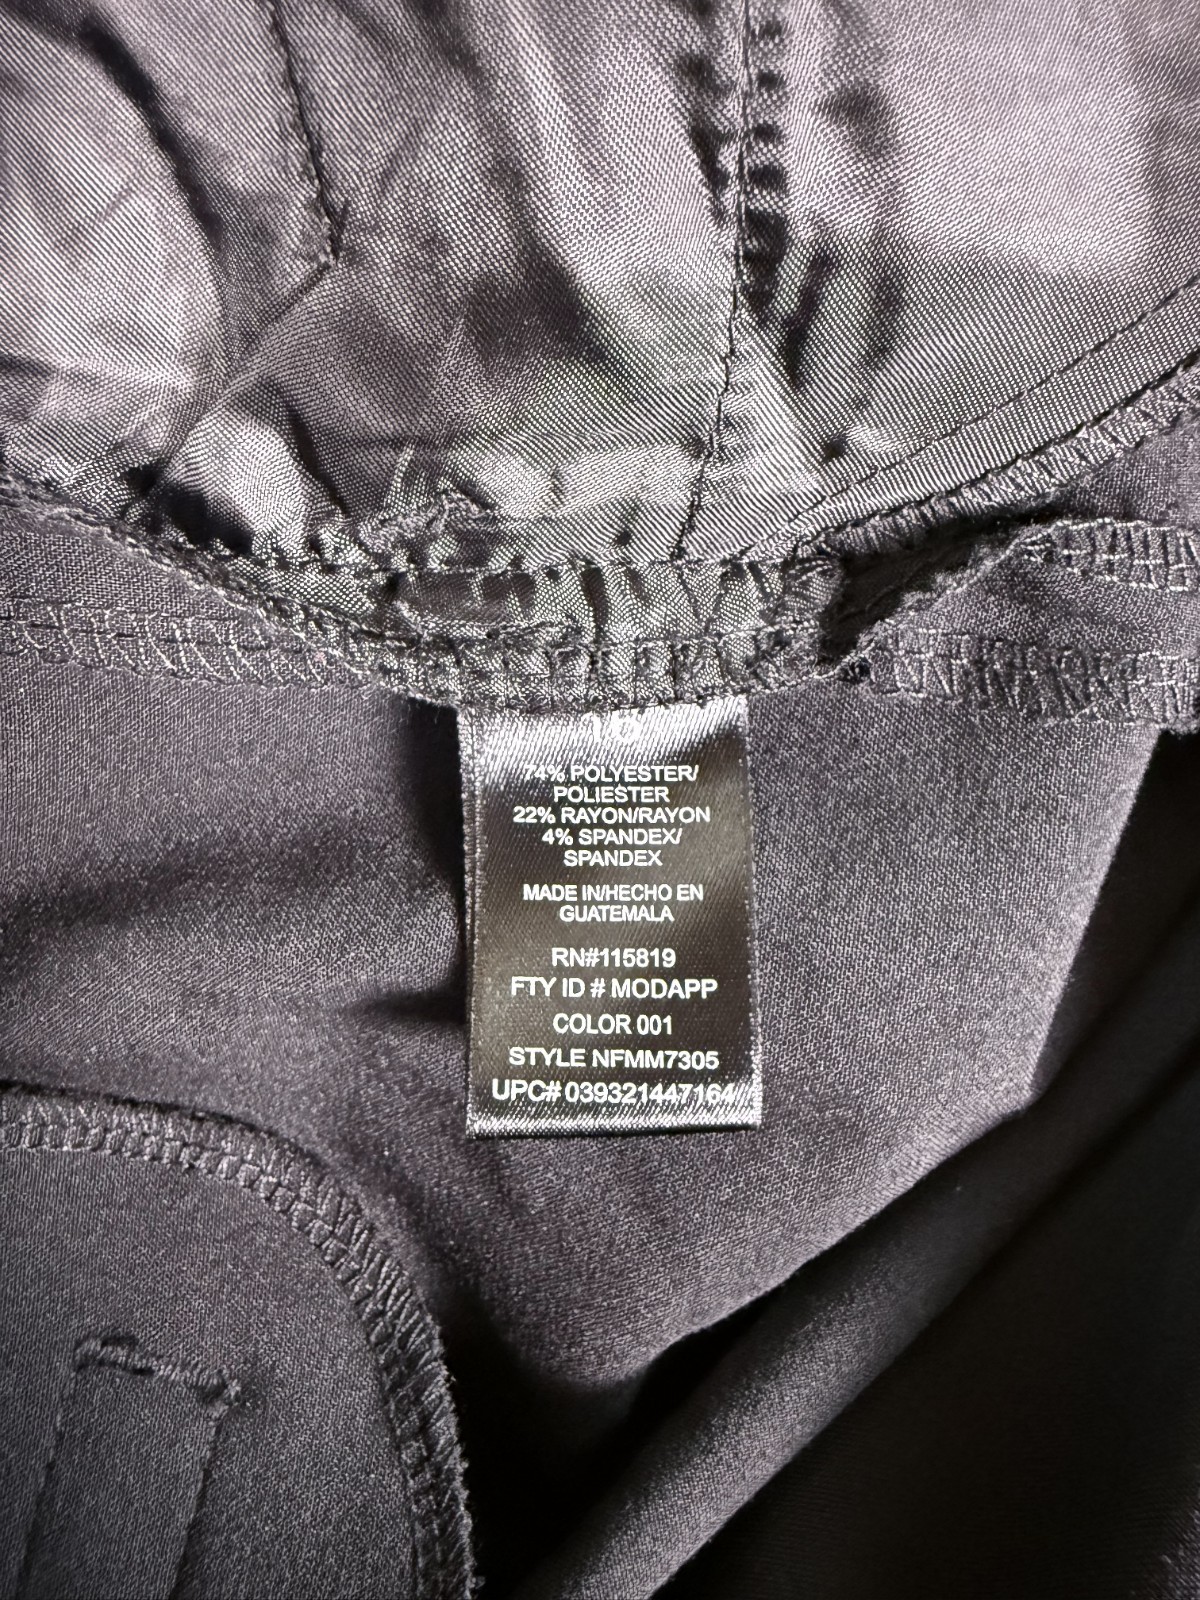 16
74% POLYESTER/
POLIESTER
22% RAYON/RAYON
4% SPANDEX/
SPANDEX
MADE IN/HECHO EN
GUATEMALA
RN#115819
FTY ID # MODAPP
COLOR 001
STYLE NFMM7305
UPC# 039321447164